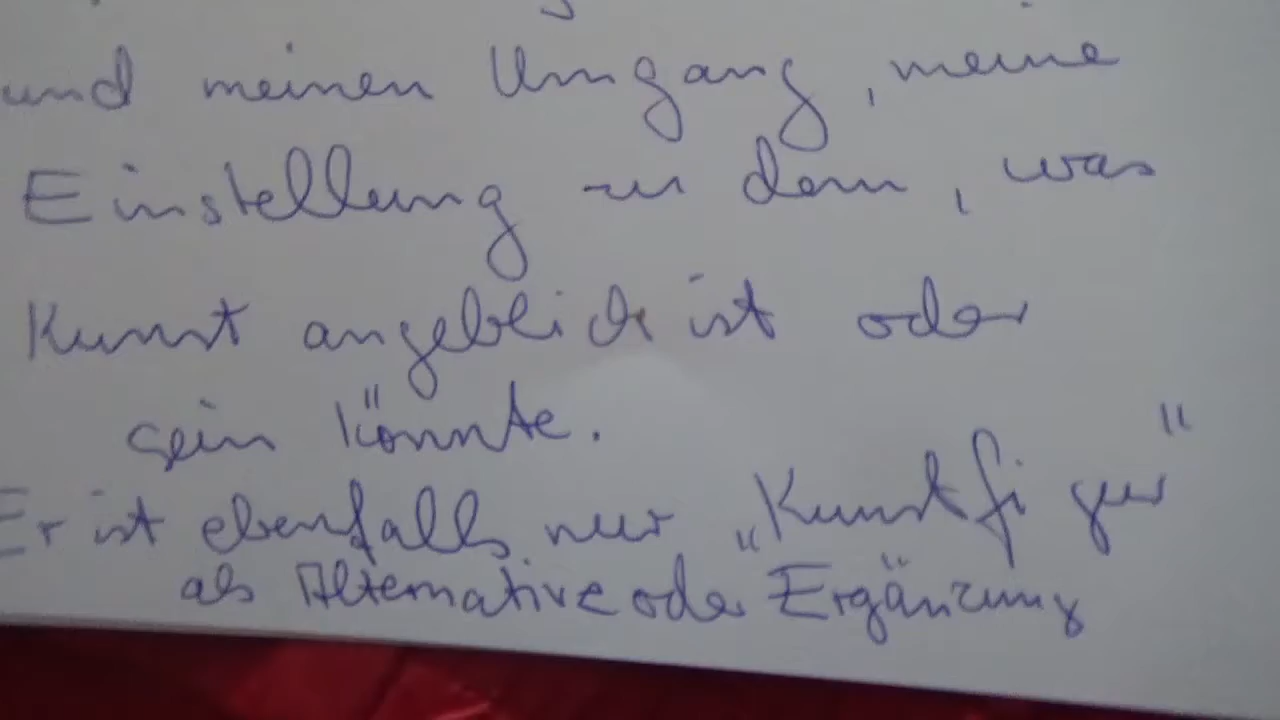 und meinen Umgang, meine
Einstellung zu dem, was
Kunst angeblich ist oder
sein könnte.
Er ist ebenfalls nur „Kunstfigur"
als Alternative oder Ergänzung